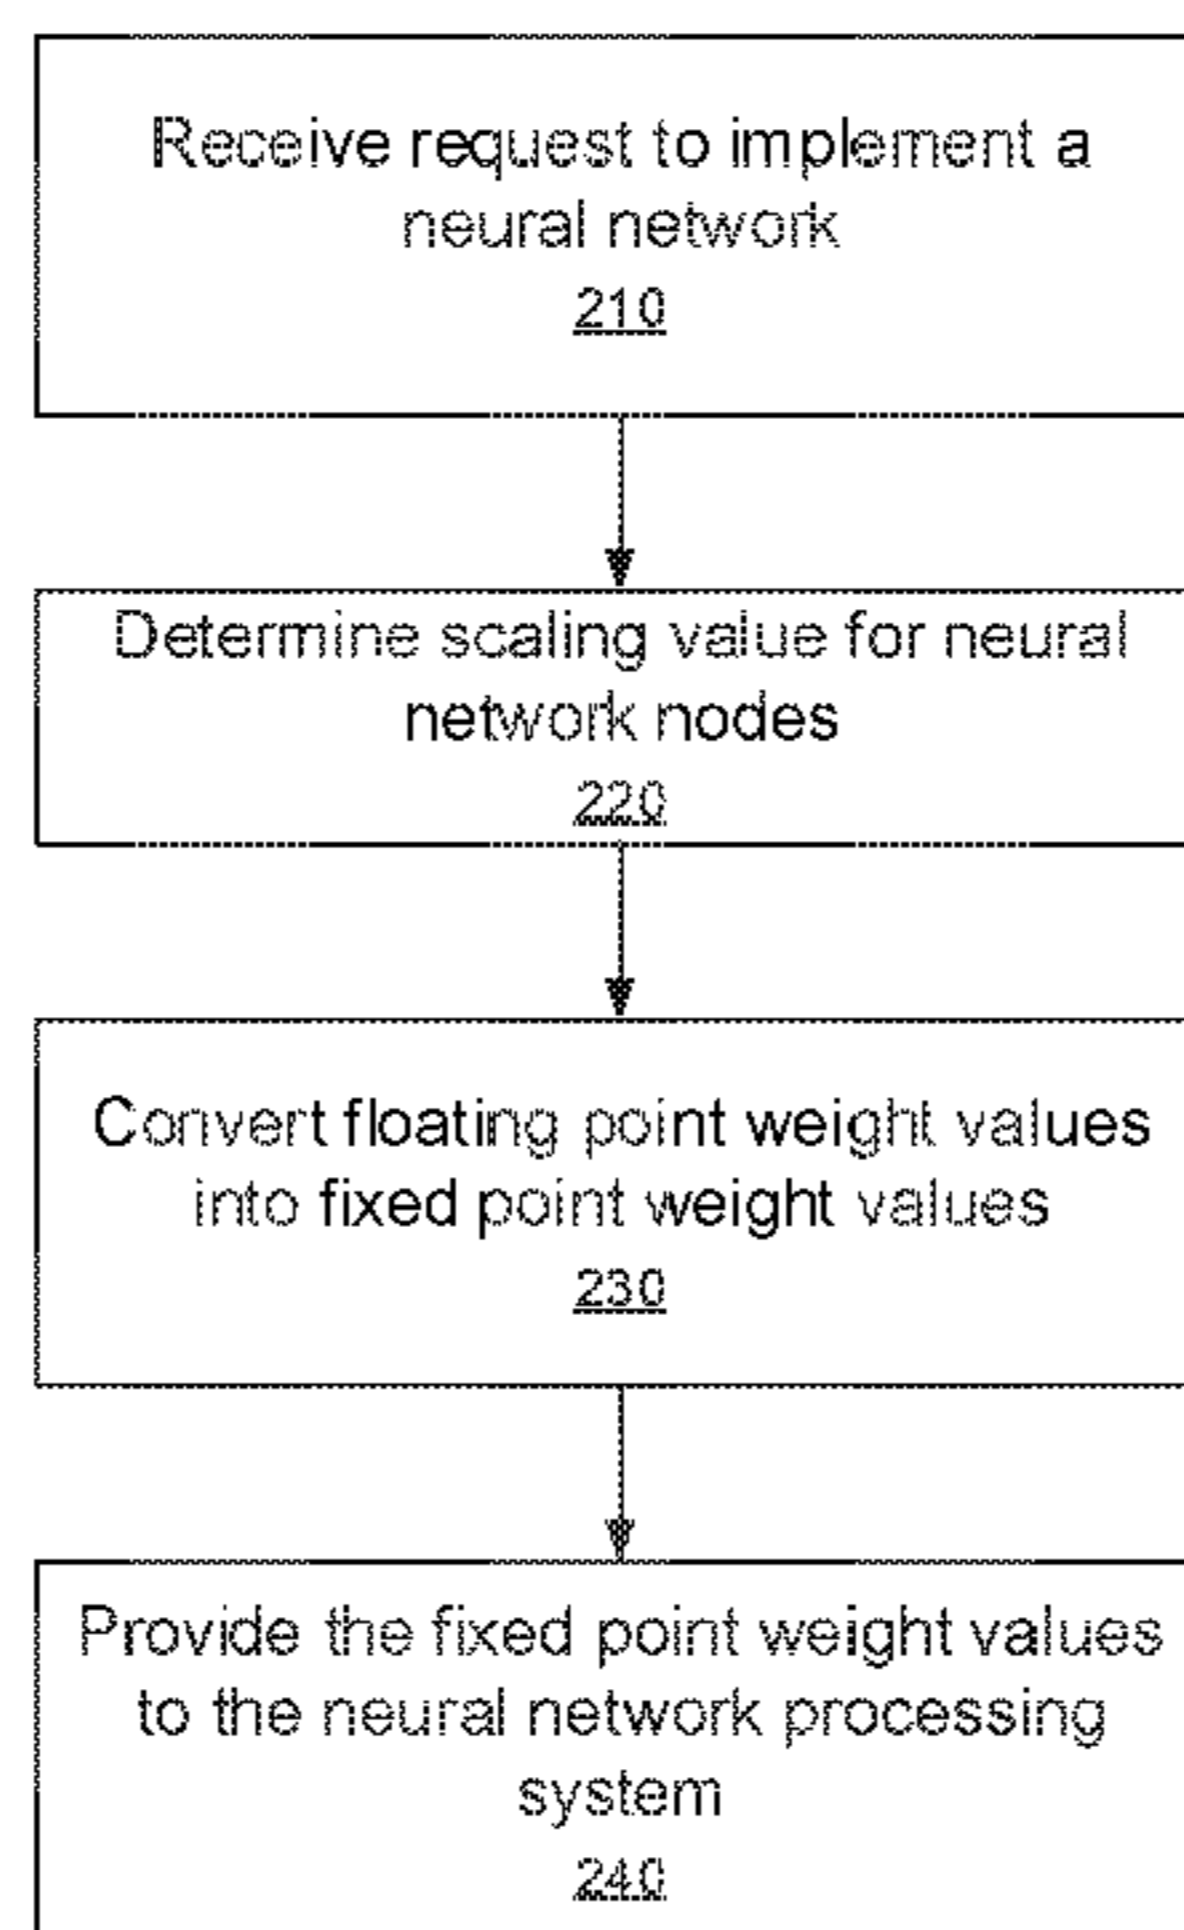 Receive request to implement a
neural network
210
Determine scaling value for neural
network nodes
220
Convert floating point weight values
into fixed point weight values
230
Provide the fixed point weight values
to the neural network processing
system
240